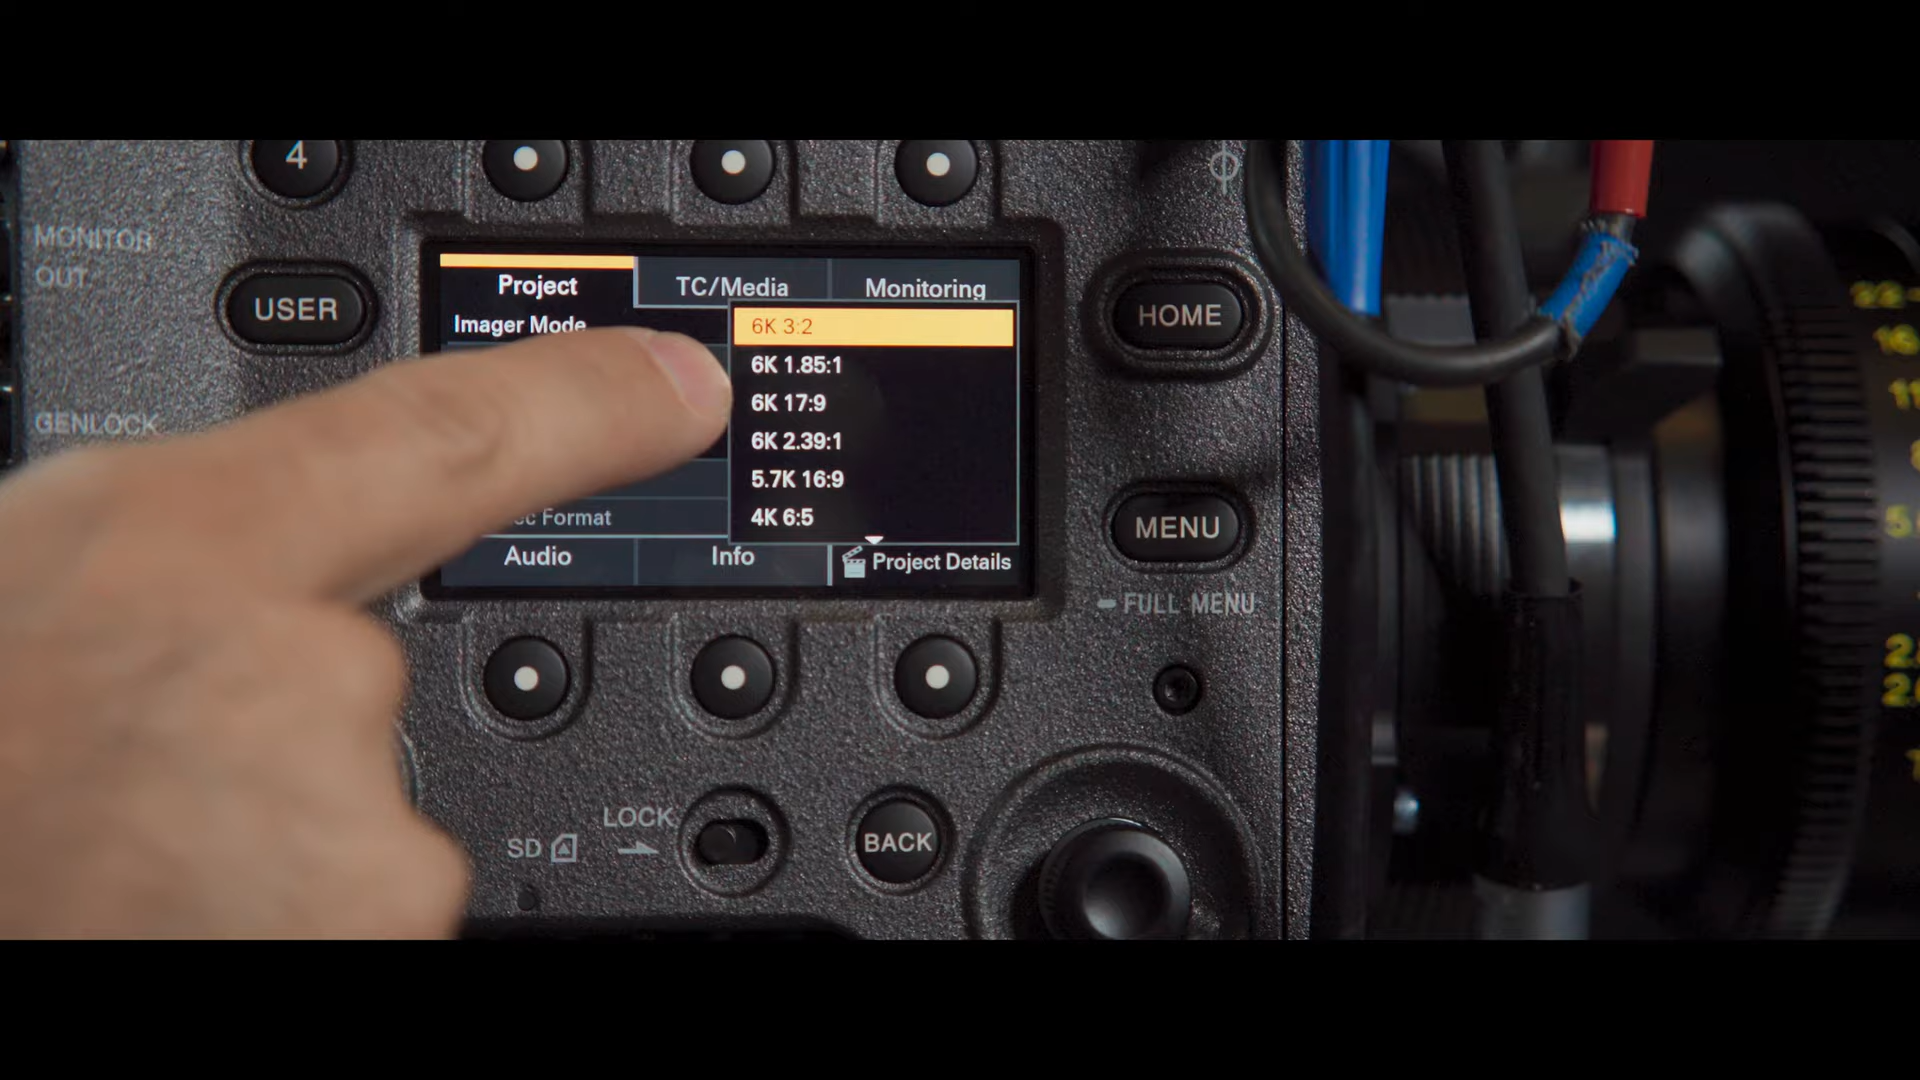 4
MONITOR
OUT
USER
GENLOCK
Project
TC/Media
Monitoring
Imager Mode
6K 3:2
6K 1.85:1
6K 17:9
6K 2.39:1
5.7K 16:9
4K 6:5
Format
Audio
Info
Project Details
HOME
MENU
FULL MENU
SD
LOCK
BACK
22
16